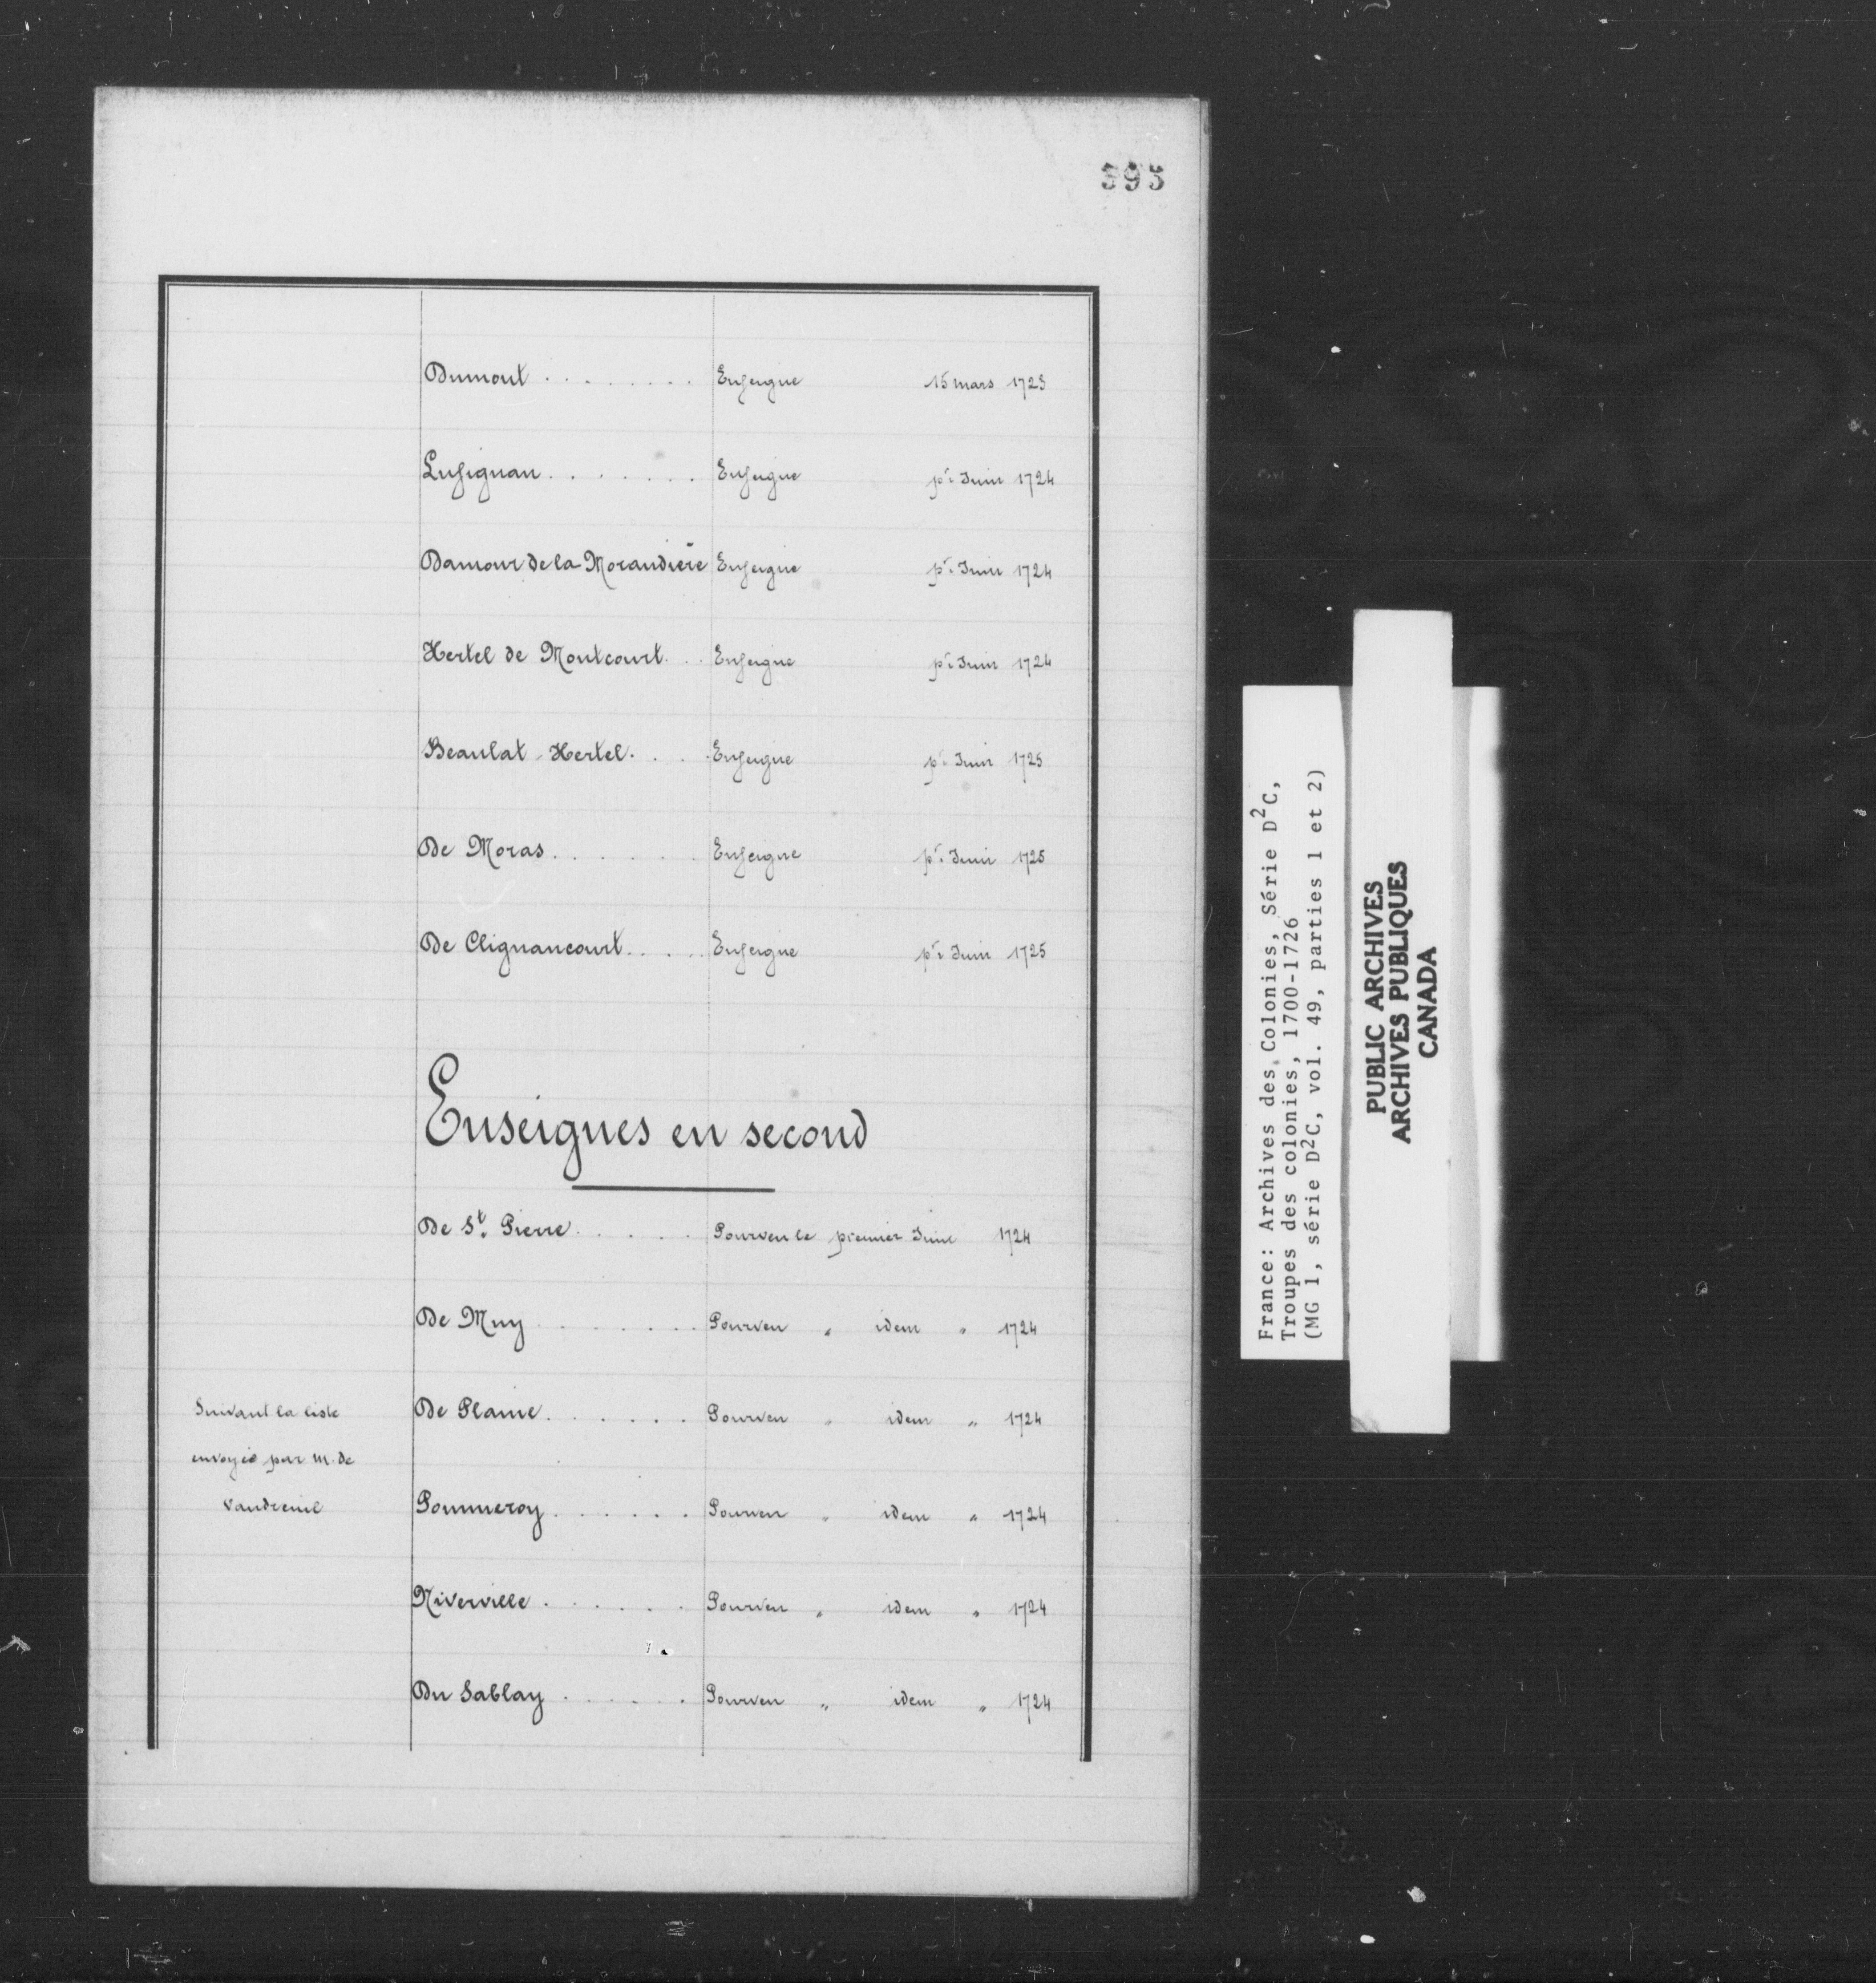 393
Dumont . . . . . . . . Enseigne 15 mars 1723
Lusignan . . . . . . . Enseigne pr. Juin 1724
Damour de la Morandière Enseigne pr. Juin 1724
Hertel de Montcourt . . Enseigne pr. Juin 1724
Beaulat-Hertel . . . Enseigne pr. Juin 1725
De Moras . . . . . . Enseigne pr. Juin 1725
De Clignancourt . . . . Enseigne pr. Juin 1725
Enseignes en second
De St. Pierre . . . . . Pourveu le premier Juin 1724
De Muy . . . . . . . Pourveu " idem " 1724
Suivant la liste De Plaine . . . . . . Pourveu " idem " 1724
envoyée par M. de
Vaudreuil Pommeroy . . . . . . Pourveu " idem " 1724
Niverville . . . . . . Pourveu " idem " 1724
Du Sablay . . . . . . Pourveu " idem " 1724
France: Archives des Colonies, Série D²C,
Troupes des colonies, 1700-1726
(MG 1, série D²C, vol. 49, parties 1 et 2)
PUBLIC ARCHIVES
ARCHIVES PUBLIQUES
CANADA